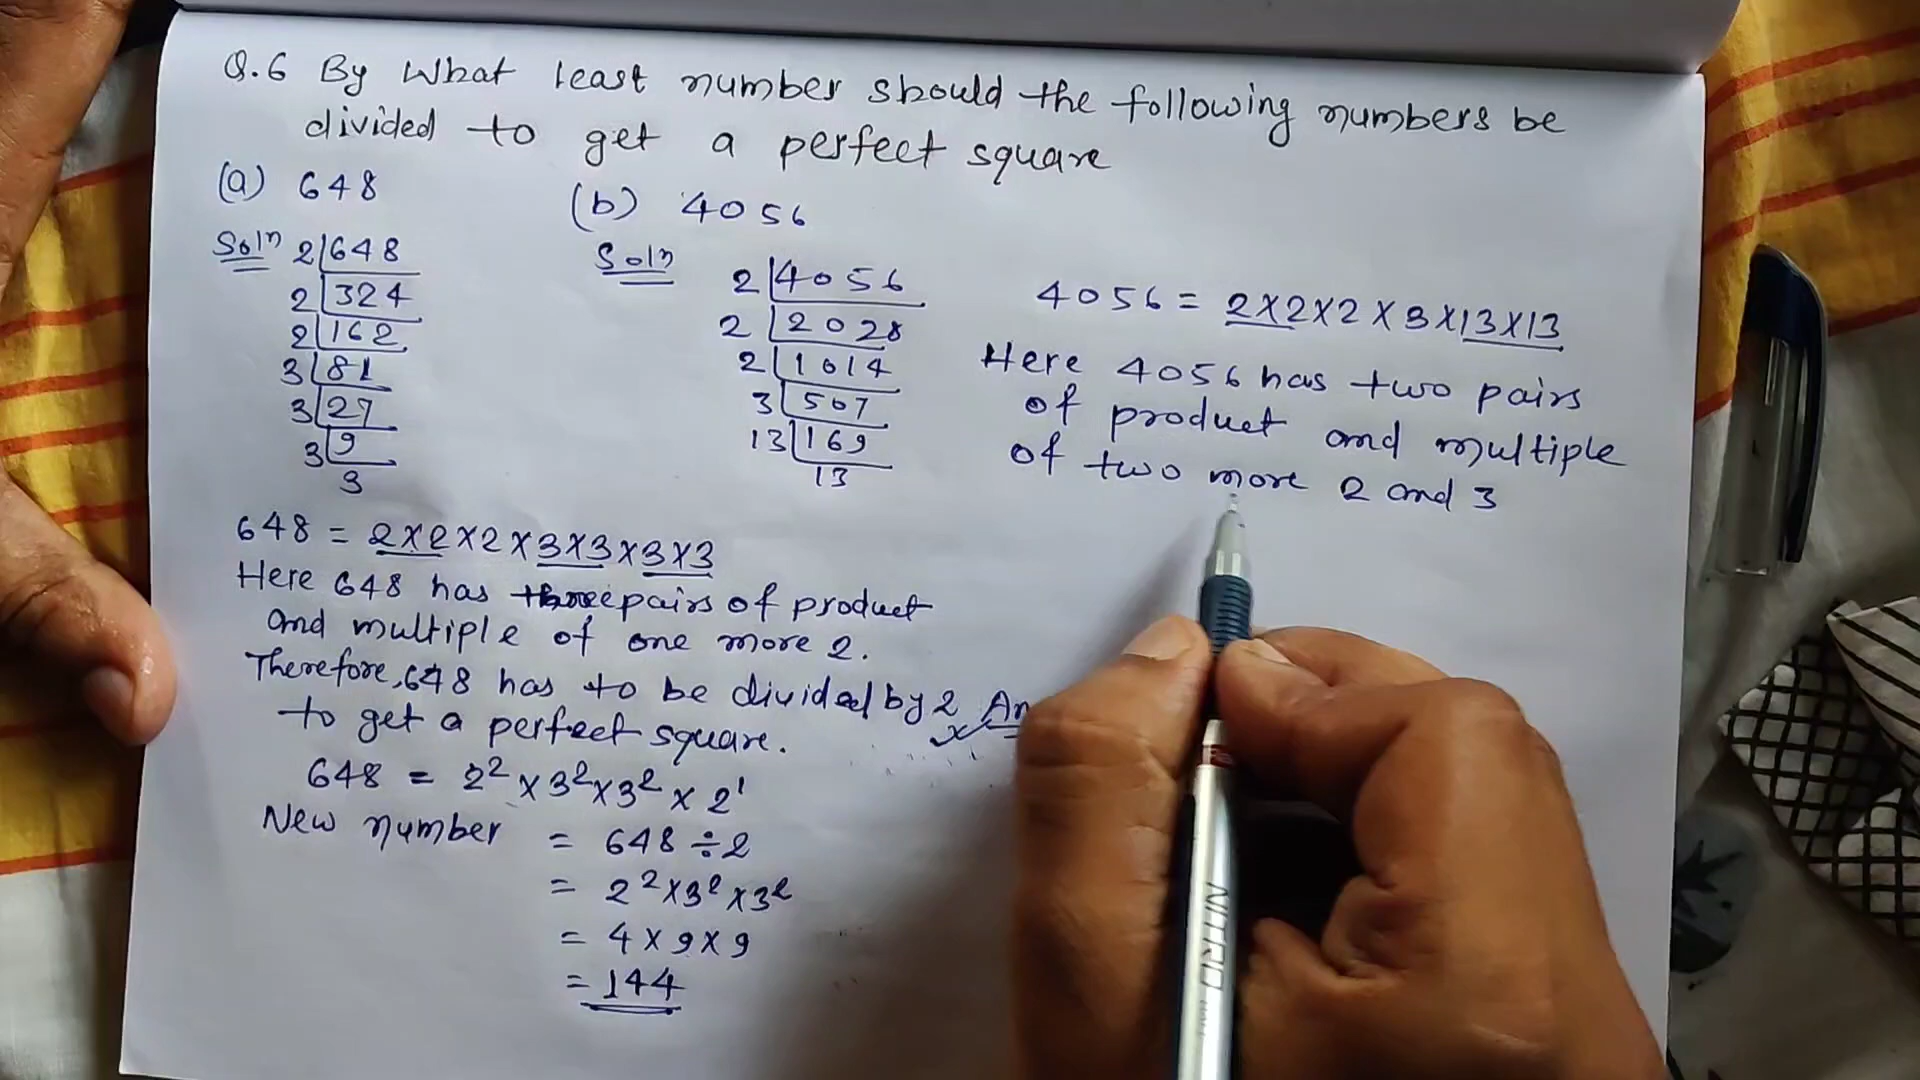 Q.6 By What least number should the following numbers be
divided to get a perfect square
(a) 648
Soln 2 648
2 324
2 162
3 81
3 27
3 9
3
648 = 2×2×2×3×3×3×3
Here 648 has three pairs of product
and multiple of one more 2.
Therefore, 648 has to be divided by 2 An
to get a perfect square.
648 = 2² × 3² × 3² × 2¹
New number = 648 ÷ 2
= 2² × 3² × 3²
= 4 × 9 × 9
= 144
(b) 4056
Soln 2 4056
2 2028
2 1014
3 507
13 169
13
4056 = 2×2×2×3×13×13
Here 4056 has two pairs
of product and multiple
of two more 2 and 3
NITRO